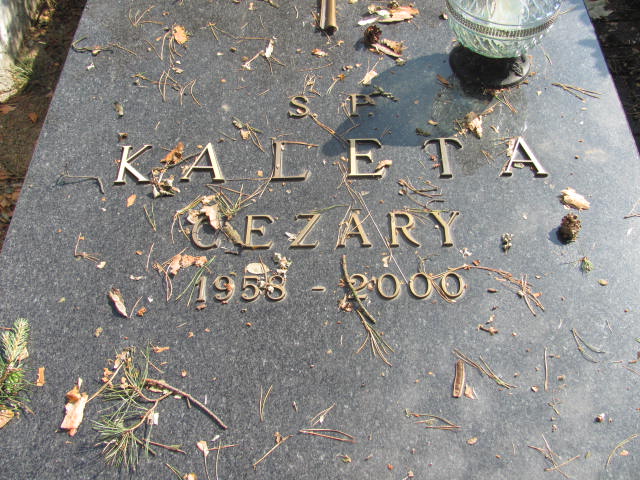 S P
KALETA
CEZARY
1958 - 2000